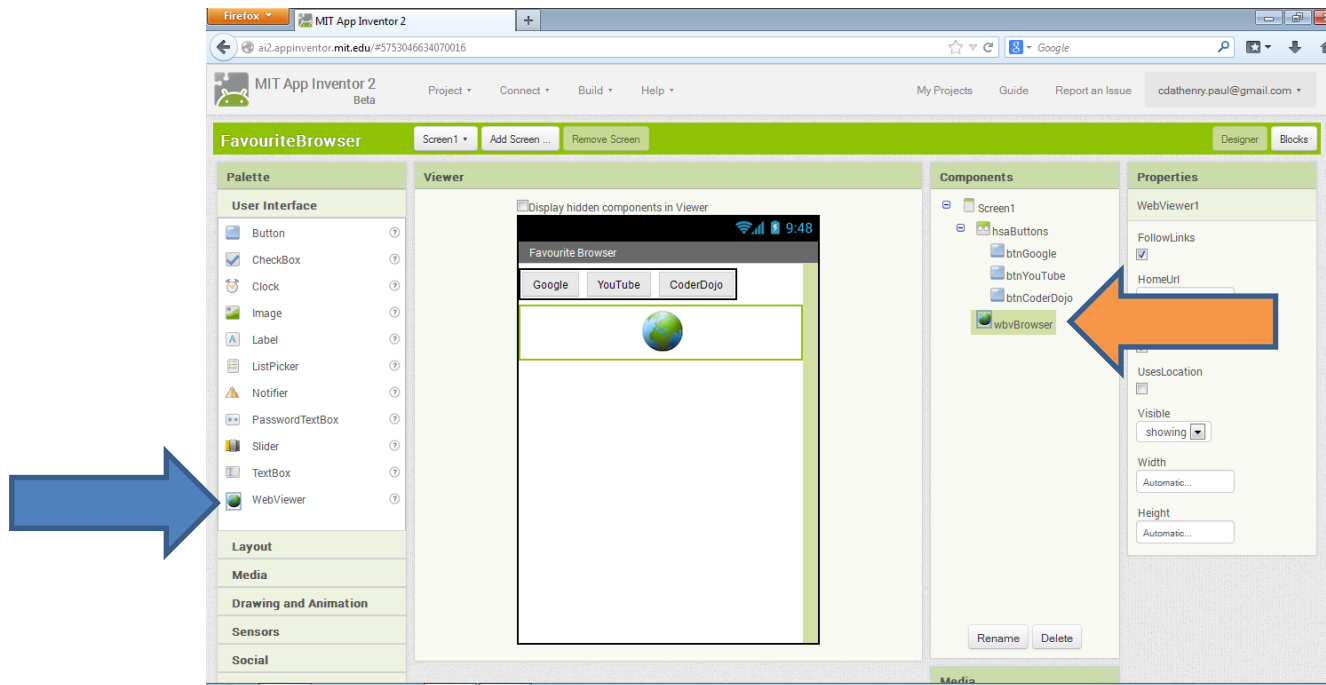 Firefox
MIT App Inventor 2
ai2.appinventor.mit.edu/#5753046634070016
Google
MIT App Inventor 2
Beta
Project
Connect
Build
Help
My Projects
Guide
Report an Issue
cdathenry.paul@gmail.com
FavouriteBrowser
Screen1
Add Screen ...
Remove Screen
Designer
Blocks
Palette
User Interface
Button
CheckBox
Clock
Image
Label
ListPicker
Notifier
PasswordTextBox
Slider
TextBox
WebViewer
Layout
Media
Drawing and Animation
Sensors
Social
Viewer
Display hidden components in Viewer
9:48
Favourite Browser
Google
YouTube
CoderDojo
Components
Screen1
hsaButtons
btnGoogle
btnYouTube
btnCoderDojo
wbvBrowser
Rename
Delete
Media
Properties
WebViewer1
FollowLinks
HomeUrl
UsesLocation
Visible
showing
Width
Automatic...
Height
Automatic...